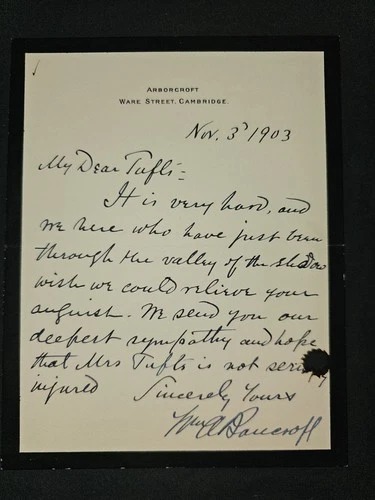 ARBORCROFT
WARE STREET, CAMBRIDGE.
Nov. 3d 1903
My Dear Tufts:-
It is very hard, and
we here who have just been
through the valley of the shadow
wish we could relieve your
anguish. We send you our
deepest sympathy and hope
that Mrs Tufts is not
injured
Sincerely Yours
Wm A Bancroft